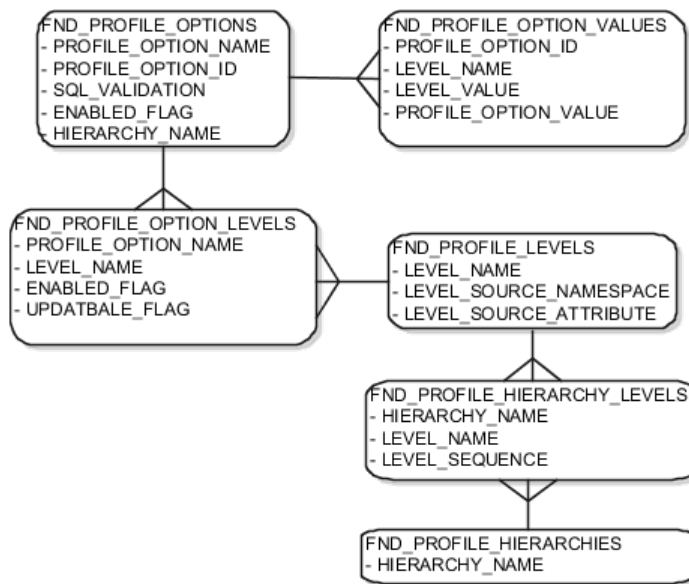 FND_PROFILE_OPTIONS
- PROFILE_OPTION_NAME
- PROFILE_OPTION_ID
- SQL_VALIDATION
- ENABLED_FLAG
- HIERARCHY_NAME
FND_PROFILE_OPTION_VALUES
- PROFILE_OPTION_ID
- LEVEL_NAME
- LEVEL_VALUE
- PROFILE_OPTION_VALUE
FND_PROFILE_OPTION_LEVELS
- PROFILE_OPTION_NAME
- LEVEL_NAME
- ENABLED_FLAG
- UPDATBALE_FLAG
FND_PROFILE_LEVELS
- LEVEL_NAME
- LEVEL_SOURCE_NAMESPACE
- LEVEL_SOURCE_ATTRIBUTE
FND_PROFILE_HIERARCHY_LEVELS
- HIERARCHY_NAME
- LEVEL_NAME
- LEVEL_SEQUENCE
FND_PROFILE_HIERARCHIES
- HIERARCHY_NAME